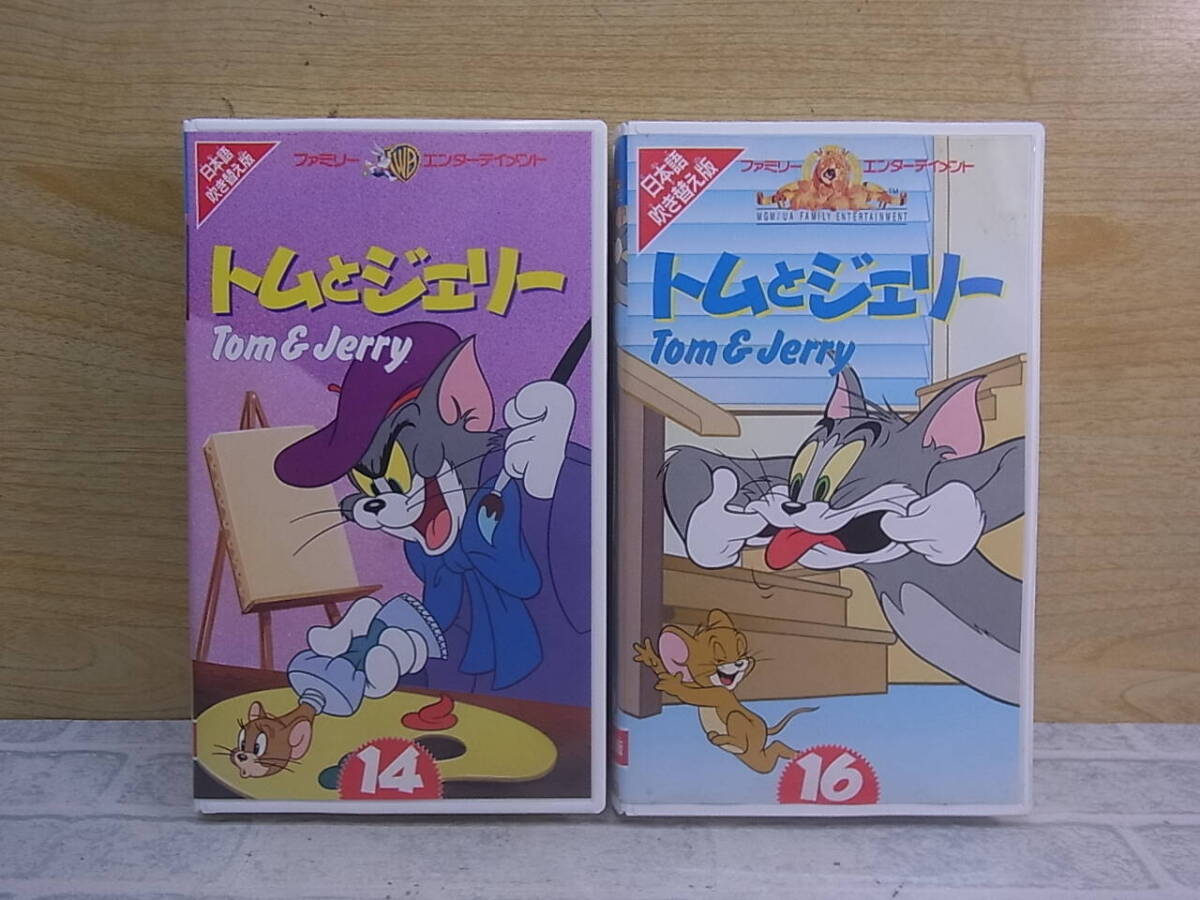 日本語
吹き替え版
ファミリー WB エンターテイメント
トムとジェリー
Tom & Jerry
14
日本語
吹き替え版
ファミリー エンターテイメント
TM
MGM/UA FAMILY ENTERTAINMENT
トムとジェリー
Tom & Jerry
16